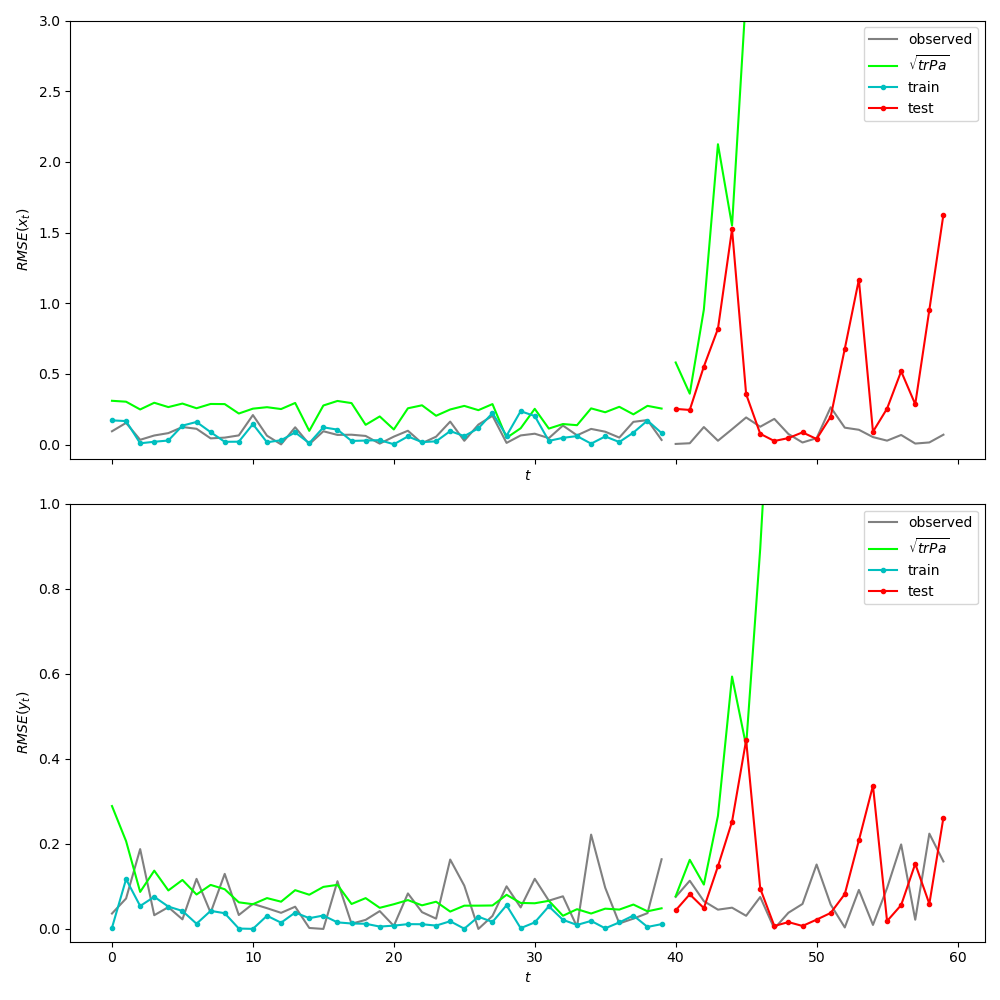 3.0
2.5
2.0
1.5
1.0
0.5
0.0
RMSE(x_t)
observed
√trPa
train
test
t
1.0
0.8
0.6
0.4
0.2
0.0
RMSE(y_t)
observed
√trPa
train
test
0 10 20 30 40 50 60
t